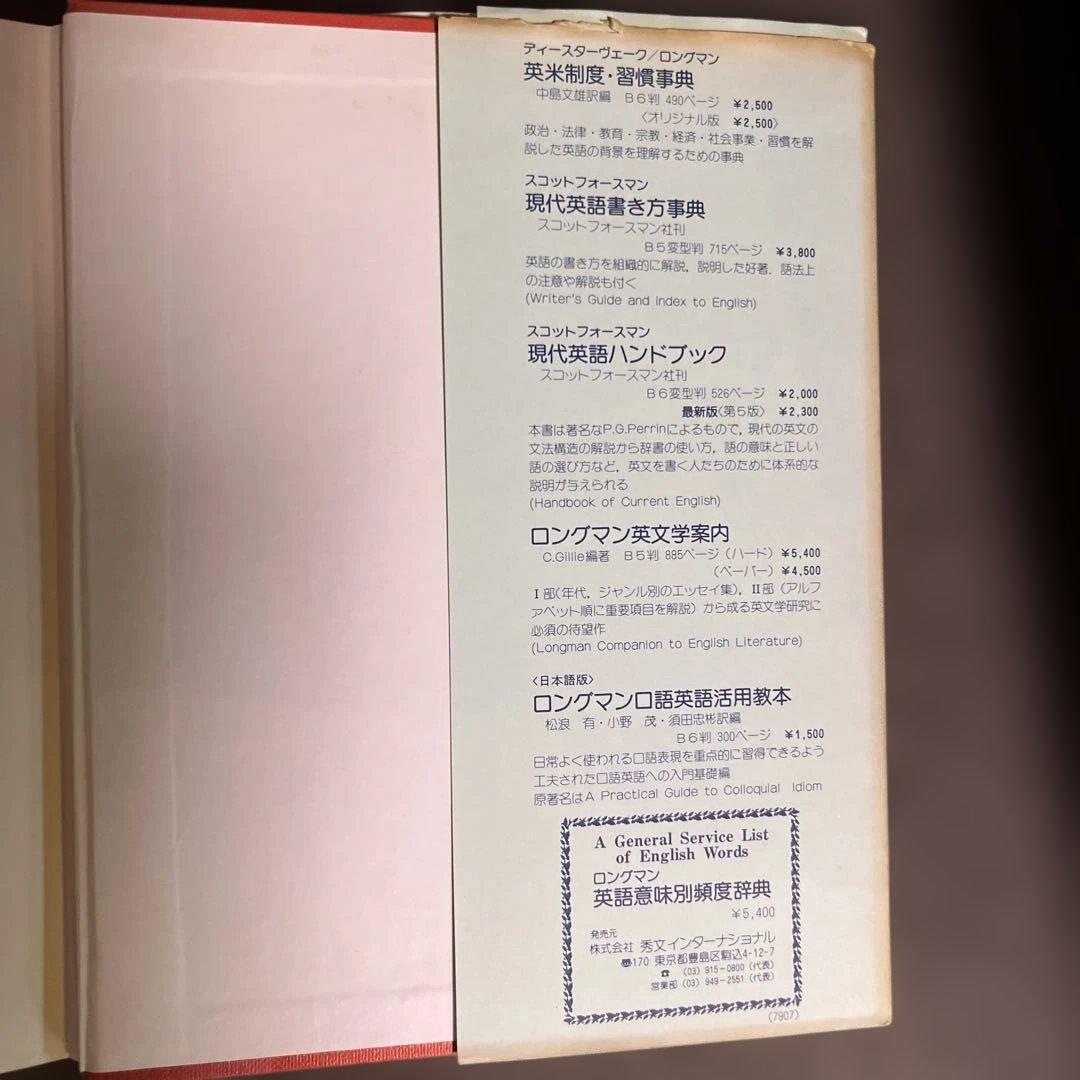 ディースターヴェーク／ロングマン
英米制度・習慣事典
中島文雄訳編　B6判 490ページ　¥2,500
〈オリジナル版　¥2,500〉
政治・法律・教育・宗教・経済・社会事業・習慣を解
説した英語の背景を理解するための事典
スコットフォースマン
現代英語書き方事典
スコットフォースマン社刊
B5変型判 715ページ　¥3,800
英語の書き方を組織的に解説，説明した好著．語法上
の注意や解説も付く
(Writer's Guide and Index to English)
スコットフォースマン
現代英語ハンドブック
スコットフォースマン社刊
B6変型判 526ページ　¥2,000
最新版〈第5版〉　¥2,300
本書は著名なP.G.Perrinによるもので，現代の英文の
文法構造の解説から辞書の使い方，語の意味と正しい
語の選び方など，英文を書く人たちのために体系的な
説明が与えられる
(Handbook of Current English)
ロングマン英文学案内
C.Gillie編著　B5判 885ページ（ハード）¥5,400
（ペーパー）¥4,500
I部（年代，ジャンル別のエッセイ集），II部（アルフ
ァベット順に重要項目を解説）から成る英文学研究に
必須の待望作
(Longman Companion to English Literature)
〈日本語版〉
ロングマン口語英語活用教本
松浪　有・小野　茂・須田忠彬訳編
B6判 300ページ　¥1,500
日常よく使われる口語表現を重点的に習得できるよう
工夫された口語英語への入門基礎編
原著名はA Practical Guide to Colloquial Idiom
A General Service List
of English Words
ロングマン
英語意味別頻度辞典
¥5,400
発売元
株式会社 秀文インターナショナル
〠170 東京都豊島区駒込4-12-7
☎ (03) 915-0800（代表）
営業部 (03) 949-2551（代表）
(7907)